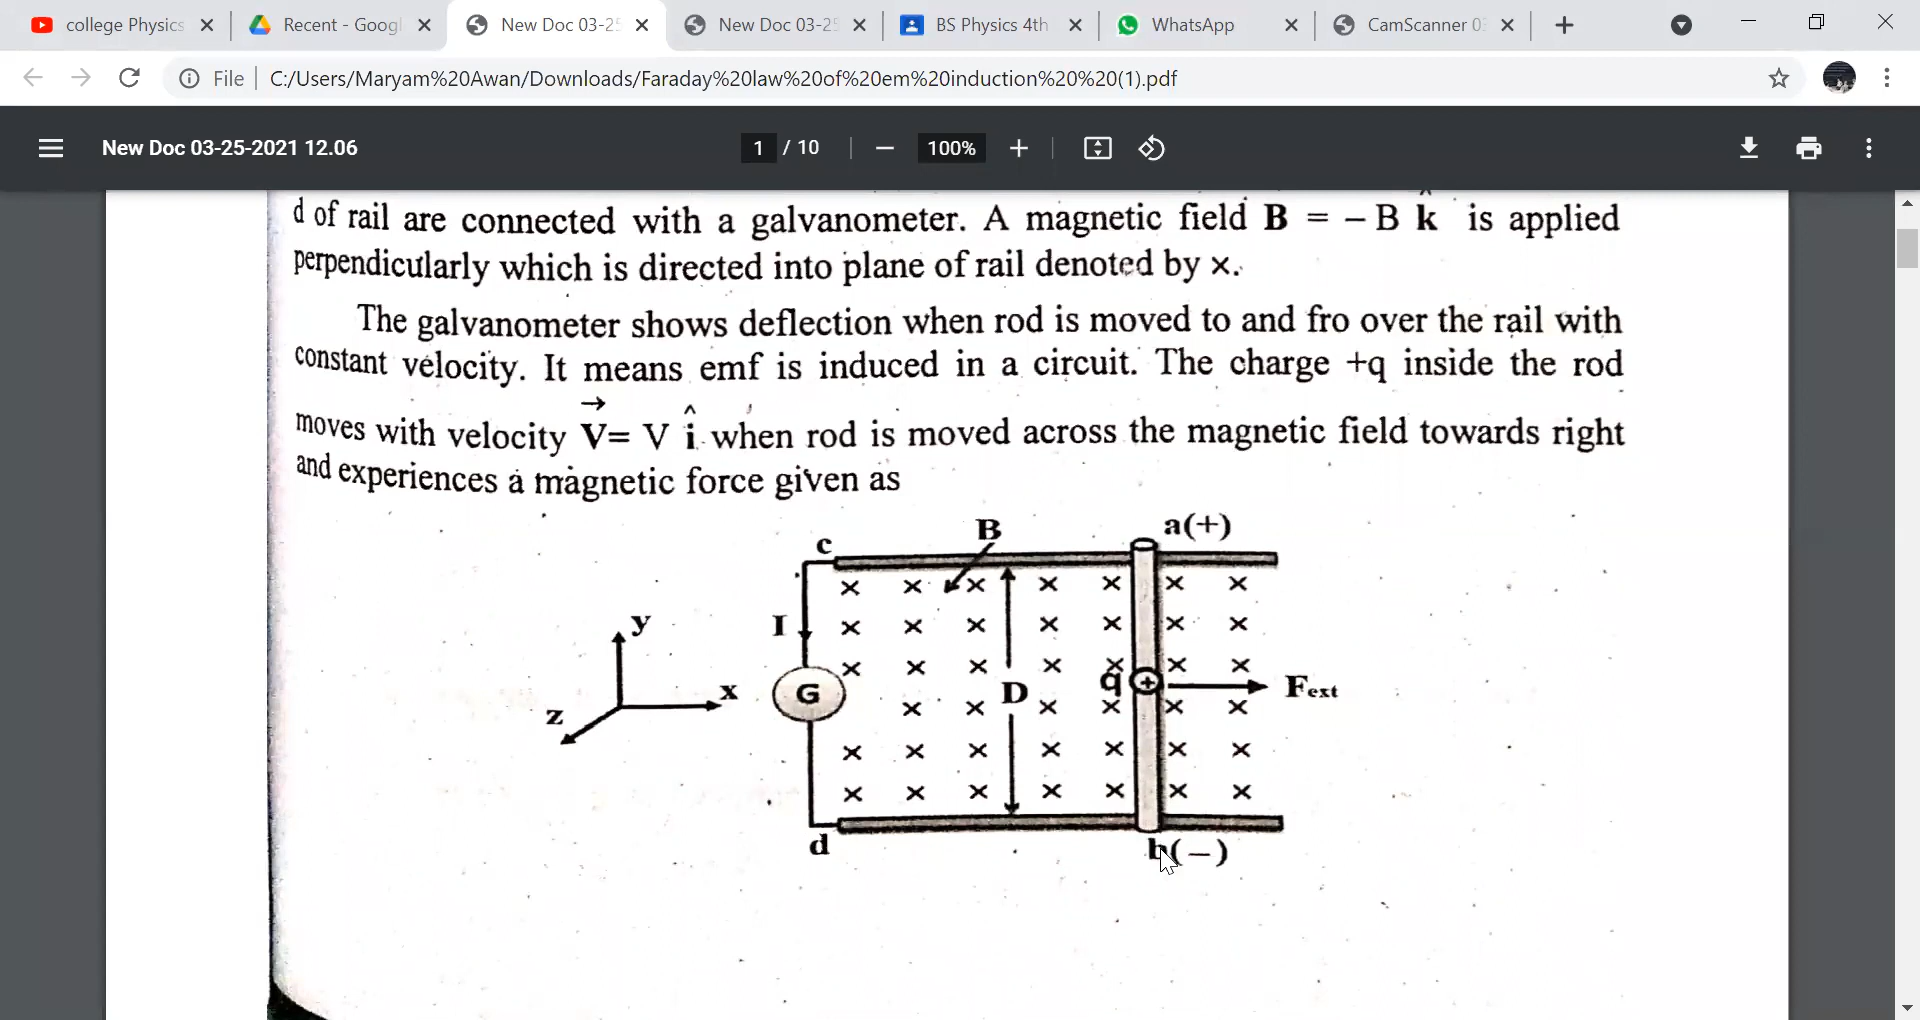 college Physics
Recent - Googl
New Doc 03-25
New Doc 03-25
BS Physics 4th
WhatsApp
CamScanner 03
File
C:/Users/Maryam%20Awan/Downloads/Faraday%20law%20of%20em%20induction%20%20(1).pdf
New Doc 03-25-2021 12.06
1 / 10
100%
d of rail are connected with a galvanometer. A magnetic field B = – B k̂ is applied
perpendicularly which is directed into plane of rail denoted by ×.
The galvanometer shows deflection when rod is moved to and fro over the rail with
constant velocity. It means emf is induced in a circuit. The charge +q inside the rod
moves with velocity V⃗= V î when rod is moved across the magnetic field towards right
and experiences a magnetic force given as
B
a(+)
c
× × × × × × ×
y
I
× × × × × × ×
× × × × × × ×
x
G
D
q
+
Fext
z
× × × × × ×
× × × × × × ×
× × × × × × ×
d
b(–)